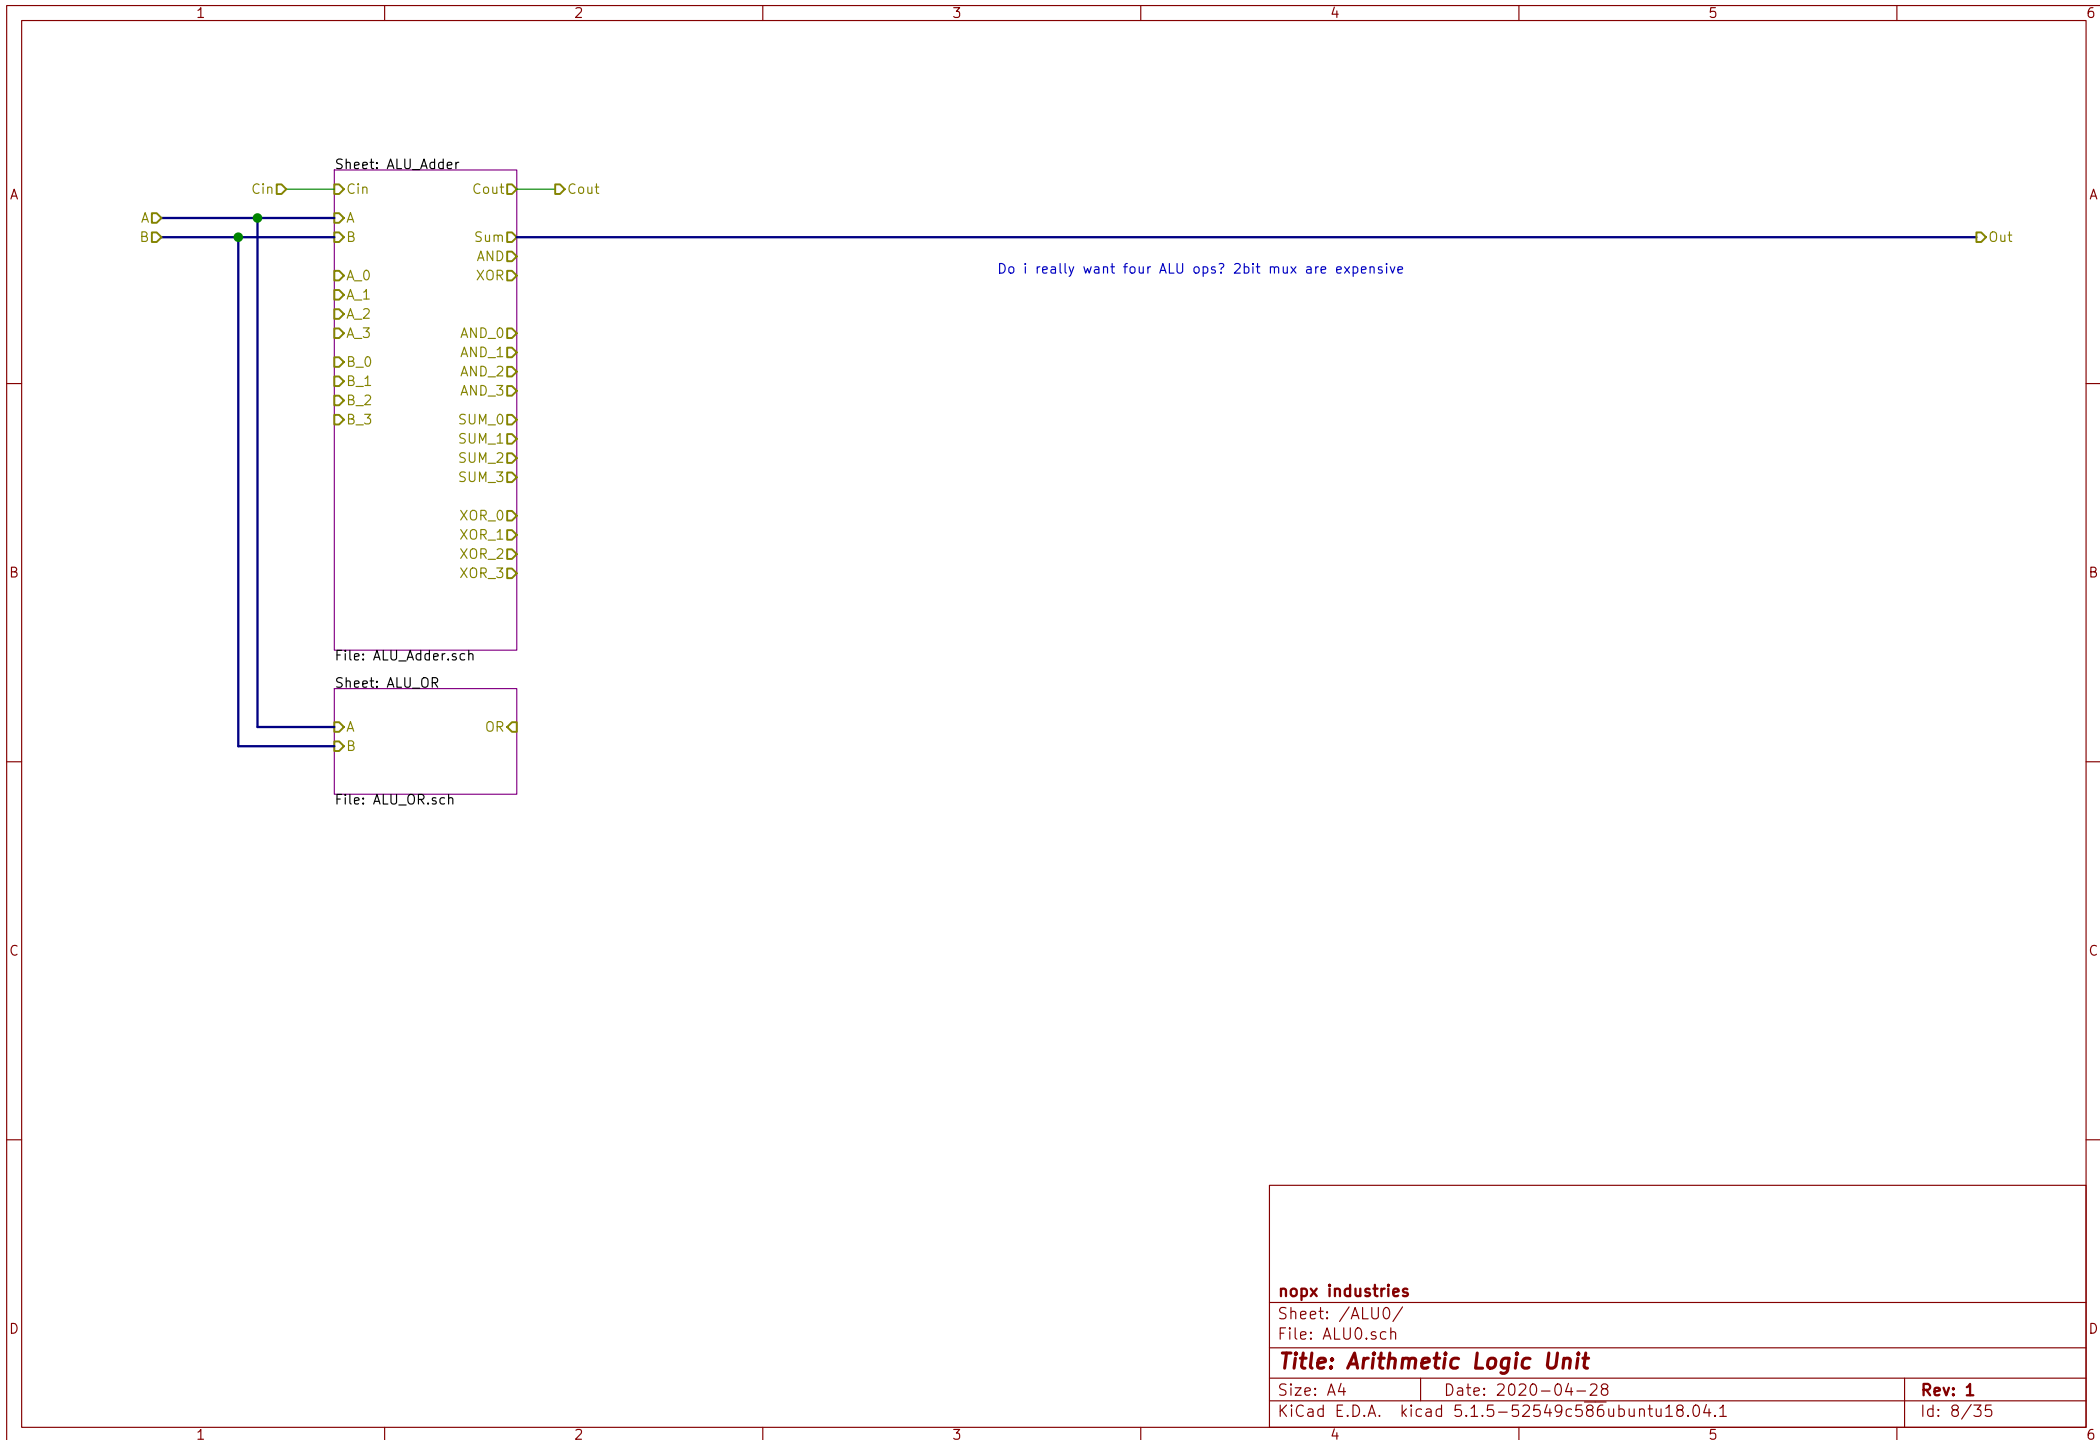 1 2 3 4 5 6
Sheet: ALU_Adder
Cin Cin Cout Cout
A A A A
B B Sum Out
AND
Do i really want four ALU ops? 2bit mux are expensive
A_0 XOR
A_1
A_2
A_3 AND_0
AND_1
B_0 AND_2
B_1 AND_3
B_2
B_3 SUM_0
SUM_1
SUM_2
SUM_3
XOR_0
XOR_1
XOR_2
B XOR_3 B
File: ALU_Adder.sch
Sheet: ALU_OR
A OR
B
File: ALU_OR.sch
C C
nopx industries
Sheet: /ALU0/
D File: ALU0.sch D
Title: Arithmetic Logic Unit
Size: A4 Date: 2020-04-28 Rev: 1
KiCad E.D.A. kicad 5.1.5-52549c586ubuntu18.04.1 Id: 8/35
1 2 3 4 5 6